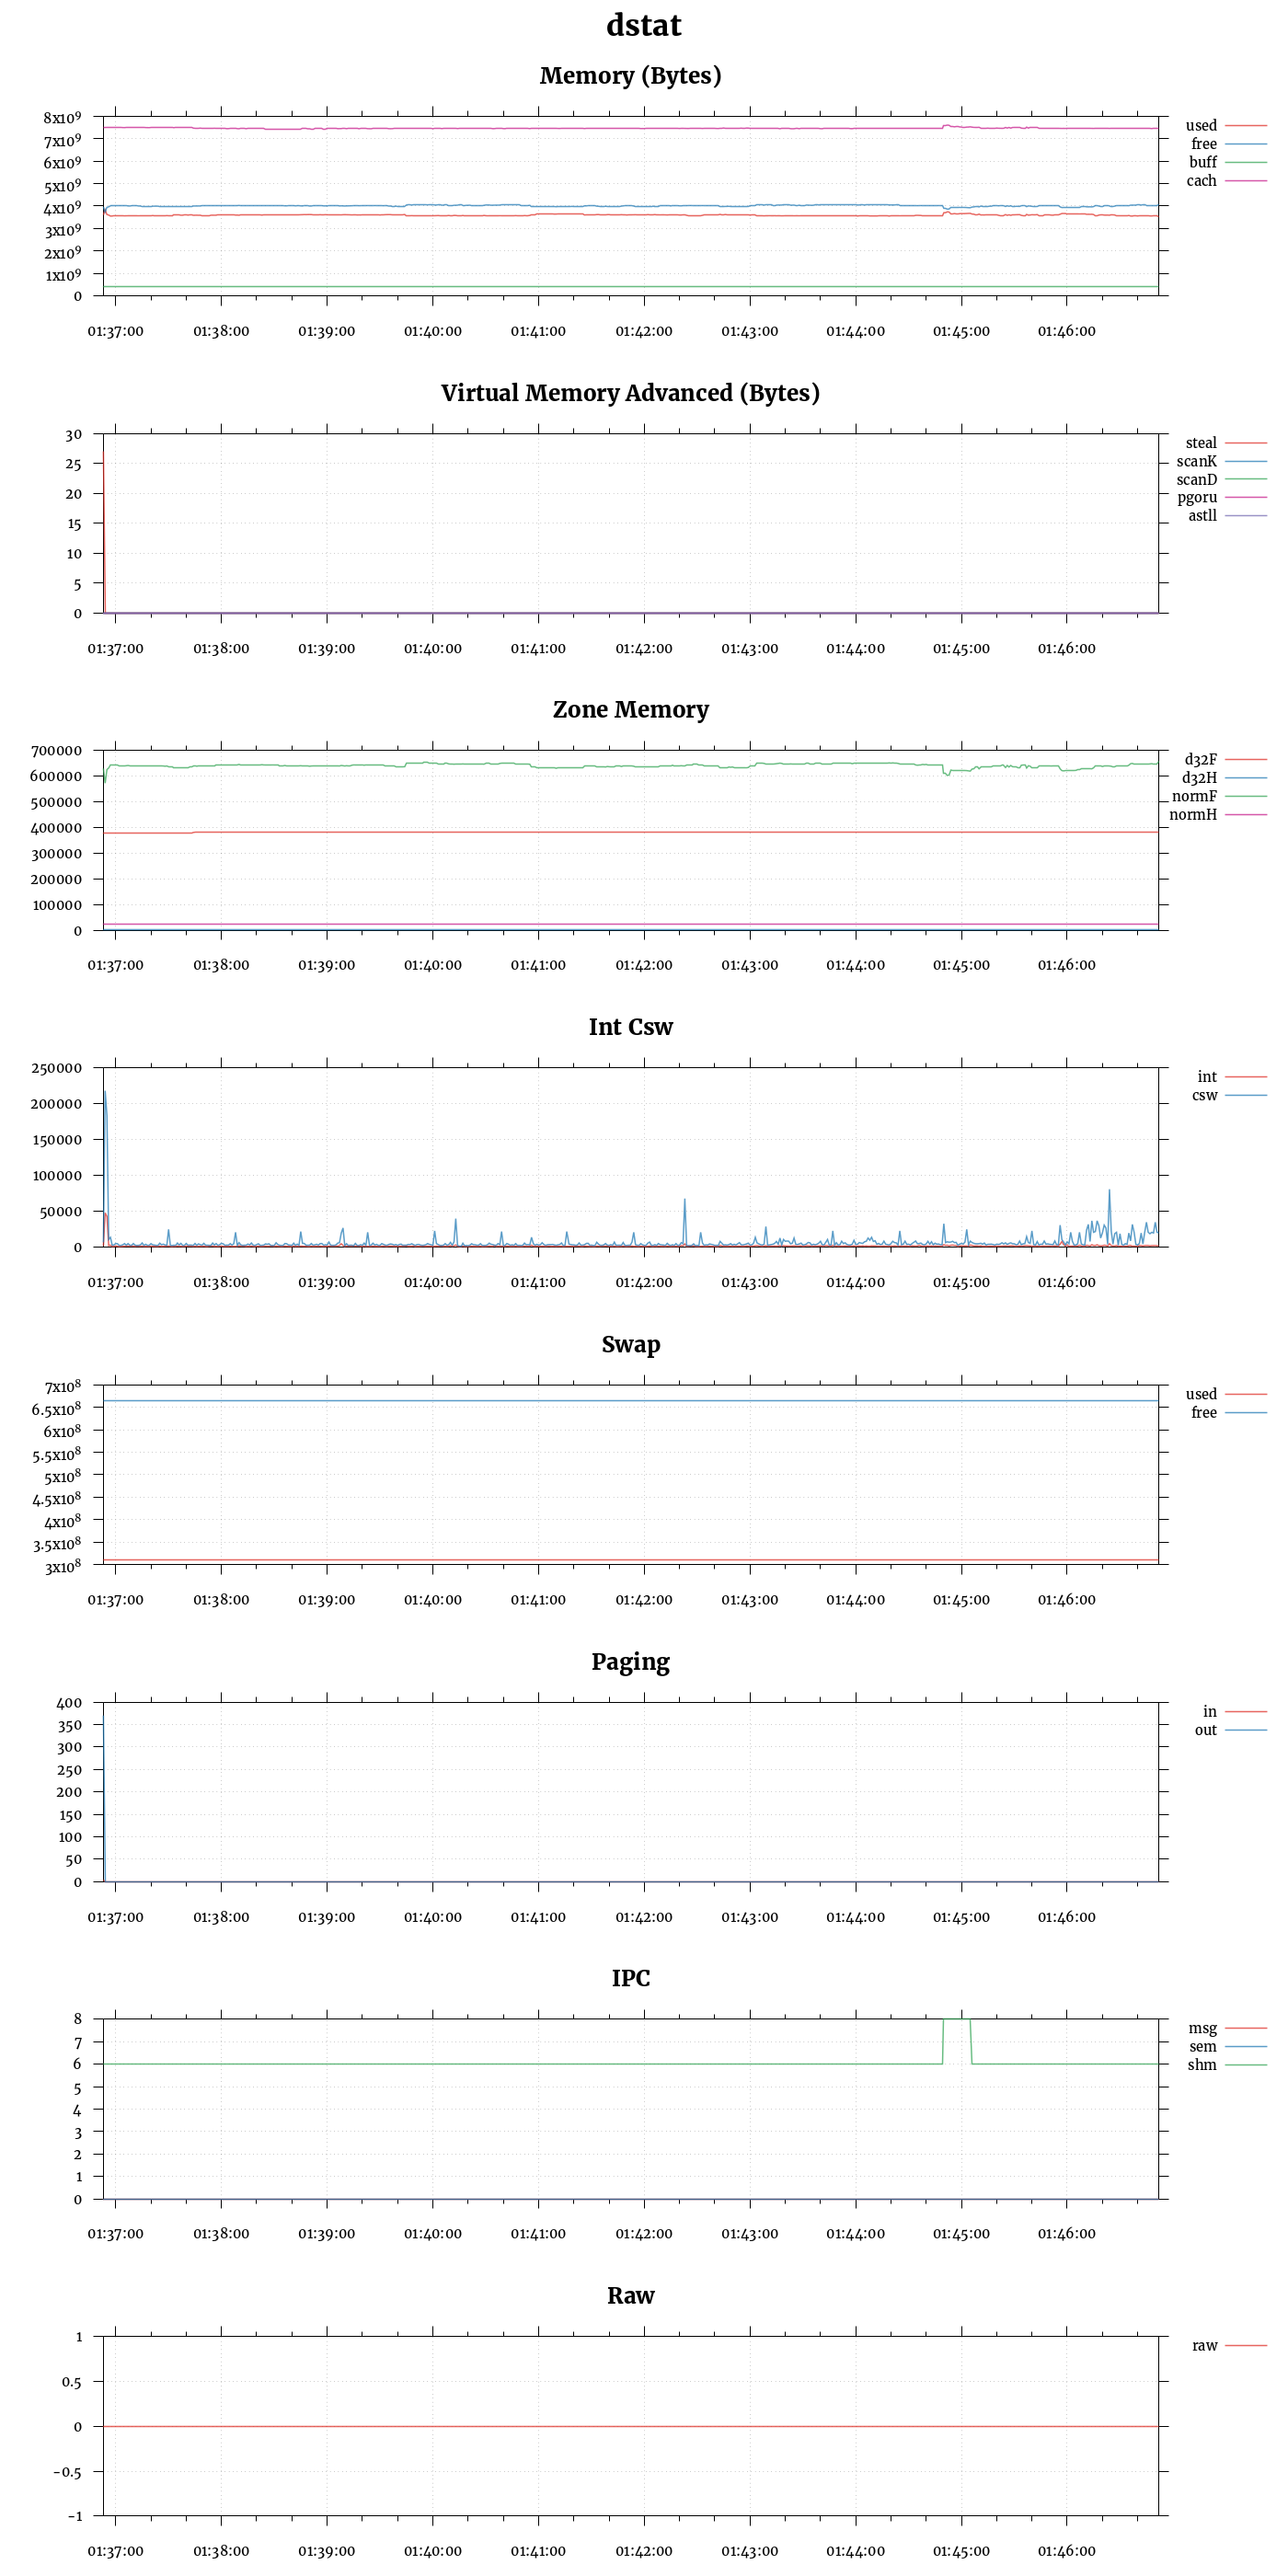 dstat
Memory (Bytes)
8x10⁹
7x10⁹
6x10⁹
5x10⁹
4x10⁹
3x10⁹
2x10⁹
1x10⁹
0
01:37:00 01:38:00 01:39:00 01:40:00 01:41:00 01:42:00 01:43:00 01:44:00 01:45:00 01:46:00
used
free
buff
cach
Virtual Memory Advanced (Bytes)
30
25
20
15
10
5
0
01:37:00 01:38:00 01:39:00 01:40:00 01:41:00 01:42:00 01:43:00 01:44:00 01:45:00 01:46:00
steal
scanK
scanD
pgoru
astll
Zone Memory
700000
600000
500000
400000
300000
200000
100000
0
01:37:00 01:38:00 01:39:00 01:40:00 01:41:00 01:42:00 01:43:00 01:44:00 01:45:00 01:46:00
d32F
d32H
normF
normH
Int Csw
250000
200000
150000
100000
50000
0
01:37:00 01:38:00 01:39:00 01:40:00 01:41:00 01:42:00 01:43:00 01:44:00 01:45:00 01:46:00
int
csw
Swap
7x10⁸
6.5x10⁸
6x10⁸
5.5x10⁸
5x10⁸
4.5x10⁸
4x10⁸
3.5x10⁸
3x10⁸
01:37:00 01:38:00 01:39:00 01:40:00 01:41:00 01:42:00 01:43:00 01:44:00 01:45:00 01:46:00
used
free
Paging
400
350
300
250
200
150
100
50
0
01:37:00 01:38:00 01:39:00 01:40:00 01:41:00 01:42:00 01:43:00 01:44:00 01:45:00 01:46:00
in
out
IPC
8
7
6
5
4
3
2
1
0
01:37:00 01:38:00 01:39:00 01:40:00 01:41:00 01:42:00 01:43:00 01:44:00 01:45:00 01:46:00
msg
sem
shm
Raw
1
0.5
0
-0.5
-1
01:37:00 01:38:00 01:39:00 01:40:00 01:41:00 01:42:00 01:43:00 01:44:00 01:45:00 01:46:00
raw